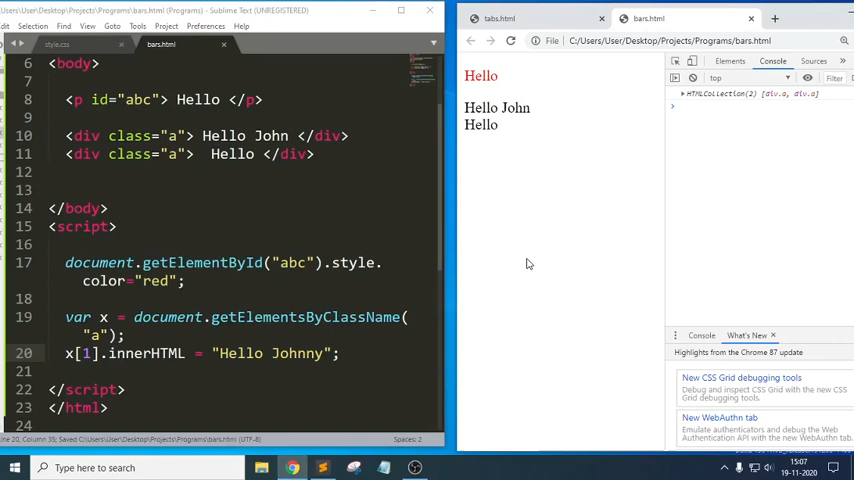 C:\Users\User\Desktop\Projects\Programs\bars.html (Programs) - Sublime Text (UNREGISTERED)
Edit Selection Find View Goto Tools Project Preferences Help
style.css
bars.html
6 <body>
7
8 <p id="abc"> Hello </p>
9
10 <div class="a"> Hello John </div>
11 <div class="a">  Hello </div>
12
13
14 </body>
15 <script>
16
17 document.getElementById("abc").style.
color="red";
18
19 var x = document.getElementsByClassName(
"a");
20 x[1].innerHTML = "Hello Johnny";
21
22 </script>
23 </html>
24
Line 20, Column 35; Saved C:\Users\User\Desktop\Projects\Programs\bars.html (UTF-8)
Spaces: 2
tabs.html
bars.html
File C:/Users/User/Desktop/Projects/Programs/bars.html
Hello
Hello John
Hello
Elements Console Sources
top Filter
HTMLCollection(2) [div.a, div.a]
Console What's New
Highlights from the Chrome 87 update
New CSS Grid debugging tools
Debug and inspect CSS Grid with the new CSS
Grid debugging tools.
New WebAuthn tab
Emulate authenticators and debug the Web
Authentication API with the new WebAuthn tab.
Type here to search
15:07
19-11-2020